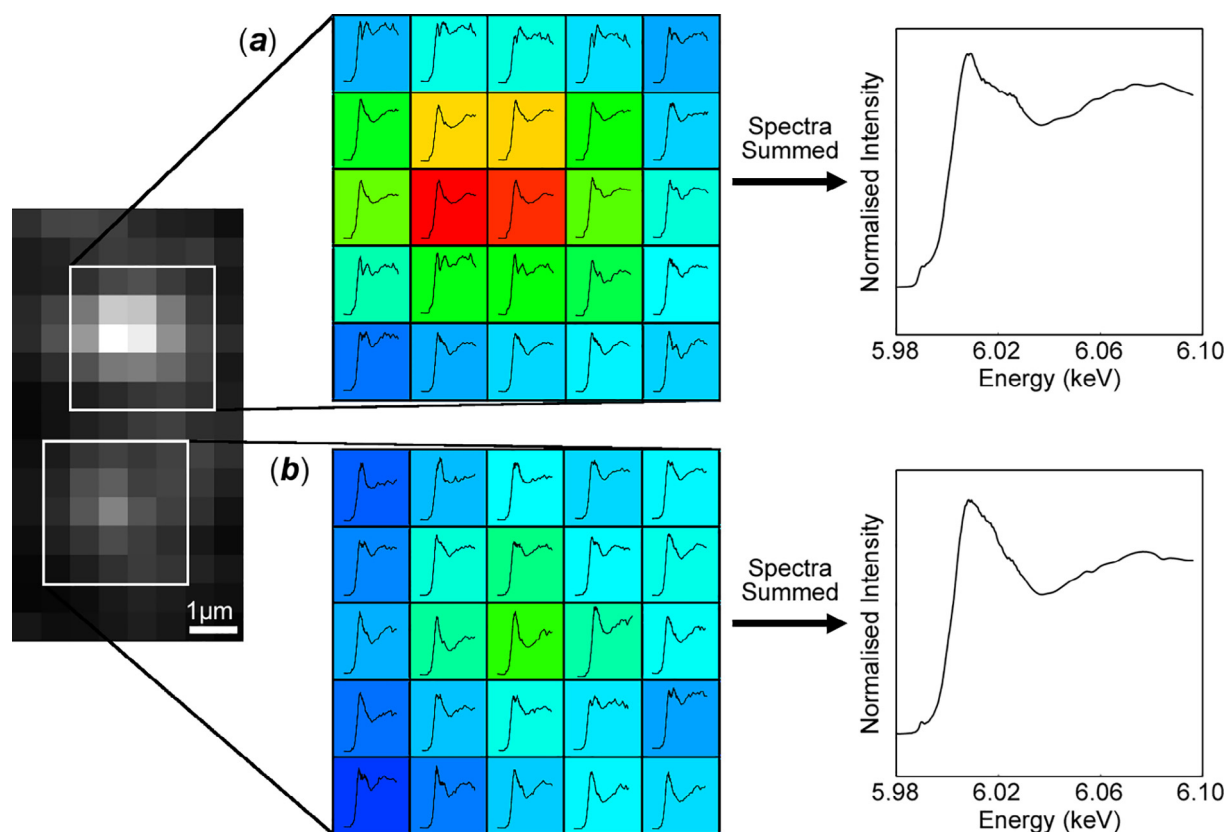 (a)
Spectra
Summed
Normalised Intensity
5.98 6.02 6.06 6.10
Energy (keV)
1µm
(b)
Spectra
Summed
Normalised Intensity
5.98 6.02 6.06 6.10
Energy (keV)